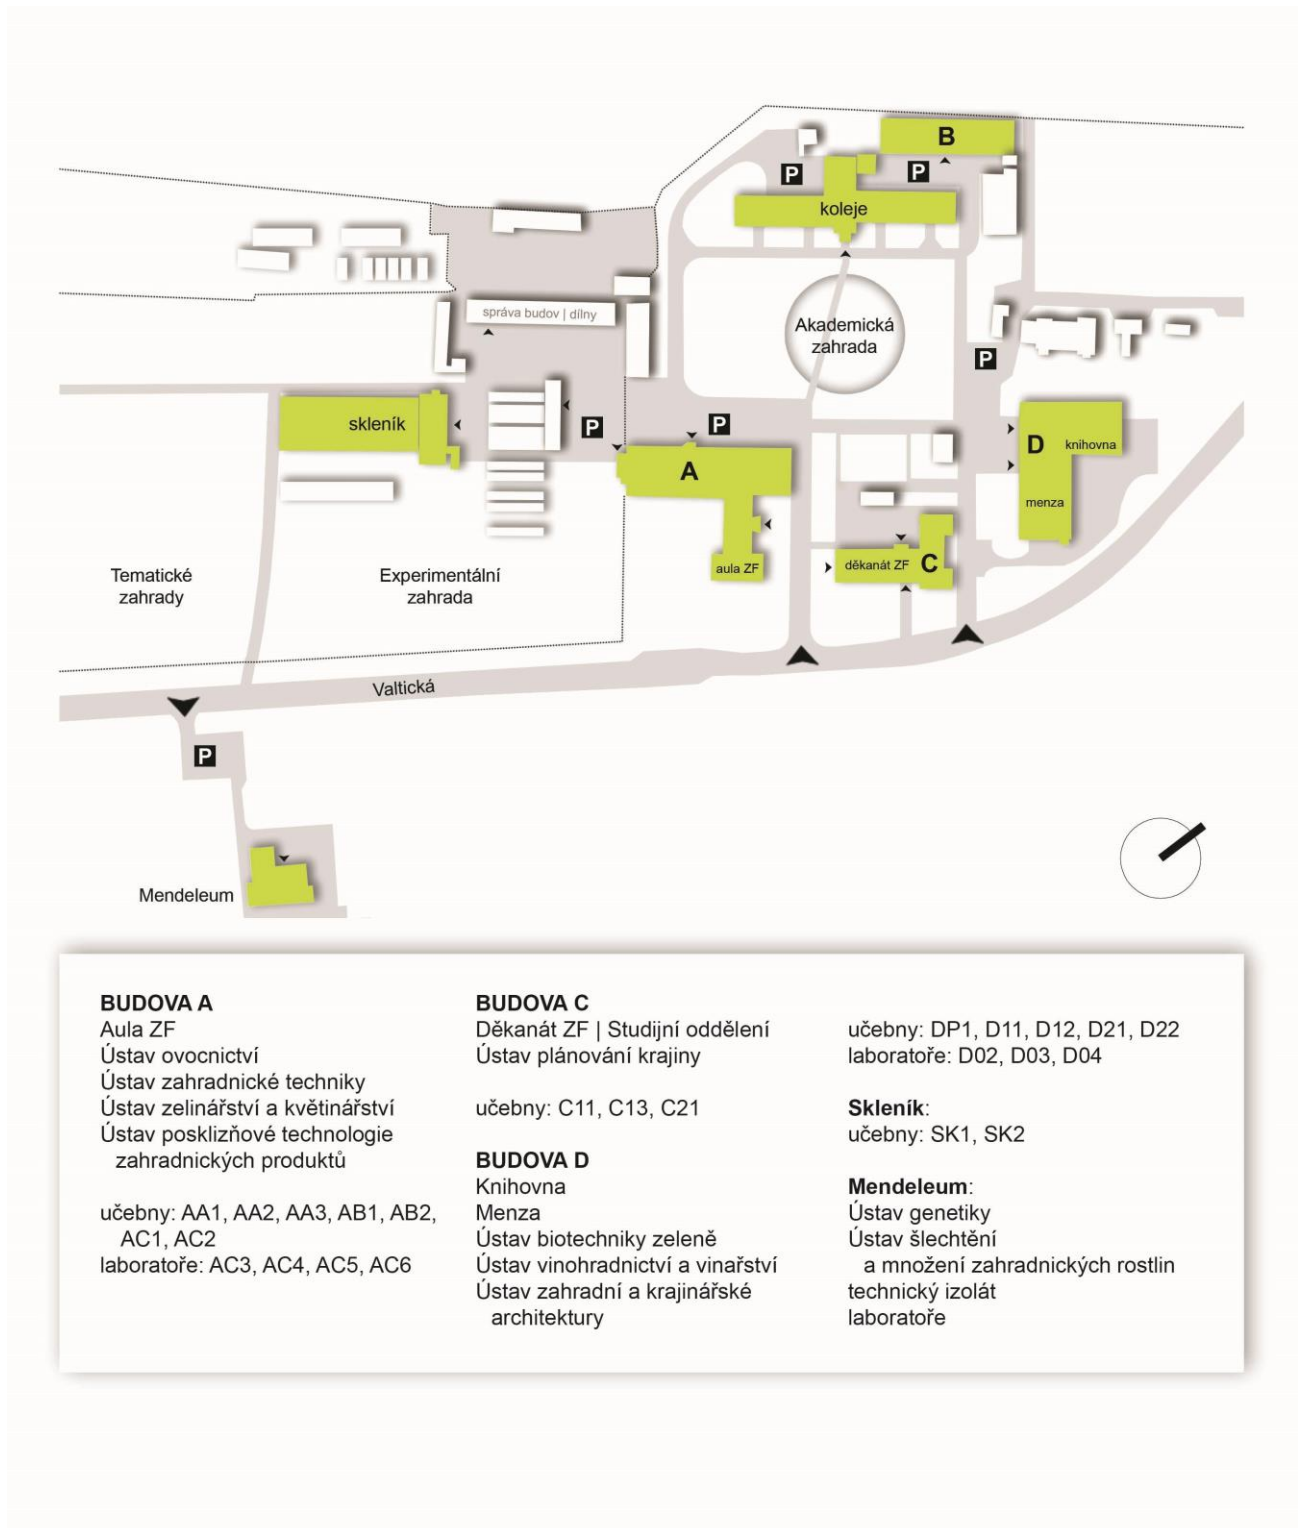 B
P
P
koleje
správa budov | dílny
Akademická
zahrada
P
skleník
P
P
A
D
knihovna
menza
aula ZF
děkanát ZF
C
Tematické
zahrady
Experimentální
zahrada
Valtická
P
Mendeleum
BUDOVA A
Aula ZF
Ústav ovocnictví
Ústav zahradnické techniky
Ústav zelinářství a květinářství
Ústav posklizňové technologie
zahradnických produktů
učebny: AA1, AA2, AA3, AB1, AB2,
AC1, AC2
laboratoře: AC3, AC4, AC5, AC6
BUDOVA C
Děkanát ZF | Studijní oddělení
Ústav plánování krajiny
učebny: C11, C13, C21
BUDOVA D
Knihovna
Menza
Ústav biotechniky zeleně
Ústav vinohradnictví a vinařství
Ústav zahradní a krajinářské
architektury
učebny: DP1, D11, D12, D21, D22
laboratoře: D02, D03, D04
Skleník:
učebny: SK1, SK2
Mendeleum:
Ústav genetiky
Ústav šlechtění
a množení zahradnických rostlin
technický izolát
laboratoře